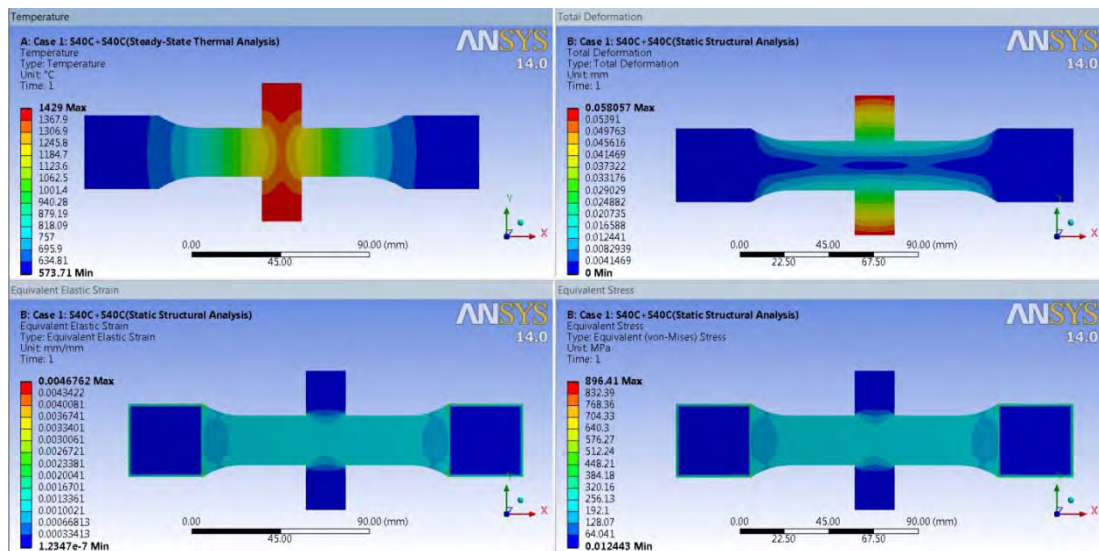 Temperature
A: Case 1: S40C+S40C(Steady-State Thermal Analysis)
Temperature
Type: Temperature
Unit: °C
Time: 1
ANSYS
14.0
1429 Max
1367.9
1306.9
1245.8
1184.7
1123.6
1062.5
1001.4
940.28
879.19
818.09
757
695.9
634.81
573.71 Min
0.00
90.00 (mm)
45.00
Y
Z
X
Total Deformation
B: Case 1: S40C+S40C(Static Structural Analysis)
Total Deformation
Type: Total Deformation
Unit: mm
Time: 1
ANSYS
14.0
0.058057 Max
0.05391
0.049763
0.045616
0.041469
0.037322
0.033176
0.029029
0.024882
0.020735
0.016588
0.012441
0.0082939
0.0041469
0 Min
0.00
45.00
90.00 (mm)
22.50
67.50
Z
X
Equivalent Elastic Strain
B: Case 1: S40C+S40C(Static Structural Analysis)
Equivalent Elastic Strain
Type: Equivalent Elastic Strain
Unit: mm/mm
Time: 1
ANSYS
14.0
0.0046762 Max
0.0043422
0.0040081
0.0036741
0.0033401
0.0030061
0.0026721
0.0023381
0.0020041
0.0016701
0.0013361
0.0010021
0.00066813
0.00033413
1.2347e-7 Min
0.00
90.00 (mm)
45.00
Z
X
Equivalent Stress
B: Case 1: S40C+S40C(Static Structural Analysis)
Equivalent Stress
Type: Equivalent (von-Mises) Stress
Unit: MPa
Time: 1
ANSYS
14.0
896.41 Max
832.39
768.36
704.33
640.3
576.27
512.24
448.21
384.18
320.16
256.13
192.1
128.07
64.041
0.012443 Min
0.00
45.00
90.00 (mm)
22.50
67.50
Z
X